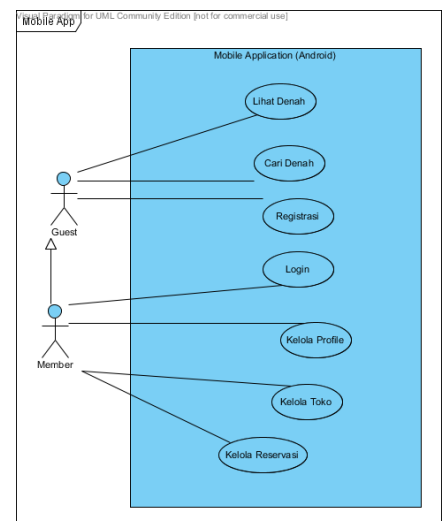 Visual Paradigm for UML Community Edition [not for commercial use]
Mobile App
Mobile Application (Android)
Lihat Denah
Cari Denah
Guest
Registrasi
Login
Member
Kelola Profile
Kelola Toko
Kelola Reservasi